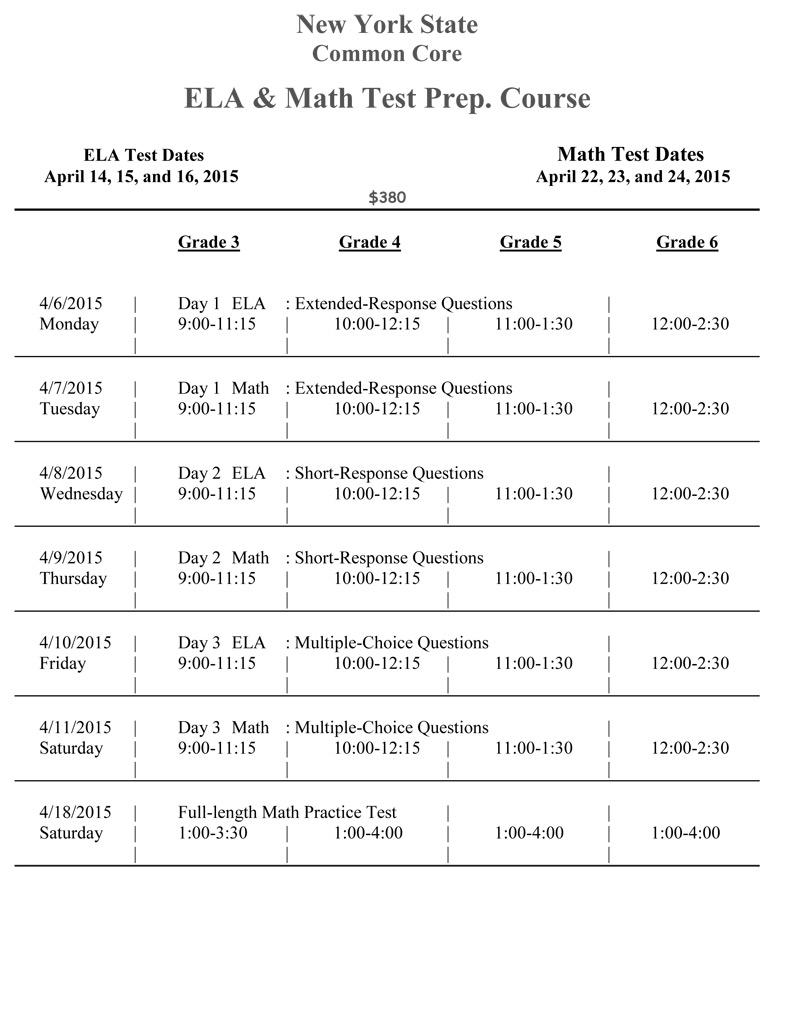 New York State
Common Core
ELA & Math Test Prep. Course
ELA Test Dates Math Test Dates
April 14, 15, and 16, 2015 April 22, 23, and 24, 2015
$380
Grade 3 Grade 4 Grade 5 Grade 6
4/6/2015 | Day 1 ELA : Extended-Response Questions |
Monday | 9:00-11:15 | 10:00-12:15 | 11:00-1:30 | 12:00-2:30
| | | |
4/7/2015 | Day 1 Math : Extended-Response Questions |
Tuesday | 9:00-11:15 | 10:00-12:15 | 11:00-1:30 | 12:00-2:30
| | | |
4/8/2015 | Day 2 ELA : Short-Response Questions |
Wednesday | 9:00-11:15 | 10:00-12:15 | 11:00-1:30 | 12:00-2:30
| | | |
4/9/2015 | Day 2 Math : Short-Response Questions |
Thursday | 9:00-11:15 | 10:00-12:15 | 11:00-1:30 | 12:00-2:30
| | | |
4/10/2015 | Day 3 ELA : Multiple-Choice Questions |
Friday | 9:00-11:15 | 10:00-12:15 | 11:00-1:30 | 12:00-2:30
| | | |
4/11/2015 | Day 3 Math : Multiple-Choice Questions |
Saturday | 9:00-11:15 | 10:00-12:15 | 11:00-1:30 | 12:00-2:30
| | | |
4/18/2015 | Full-length Math Practice Test | |
Saturday | 1:00-3:30 | 1:00-4:00 | 1:00-4:00 | 1:00-4:00
| | | |